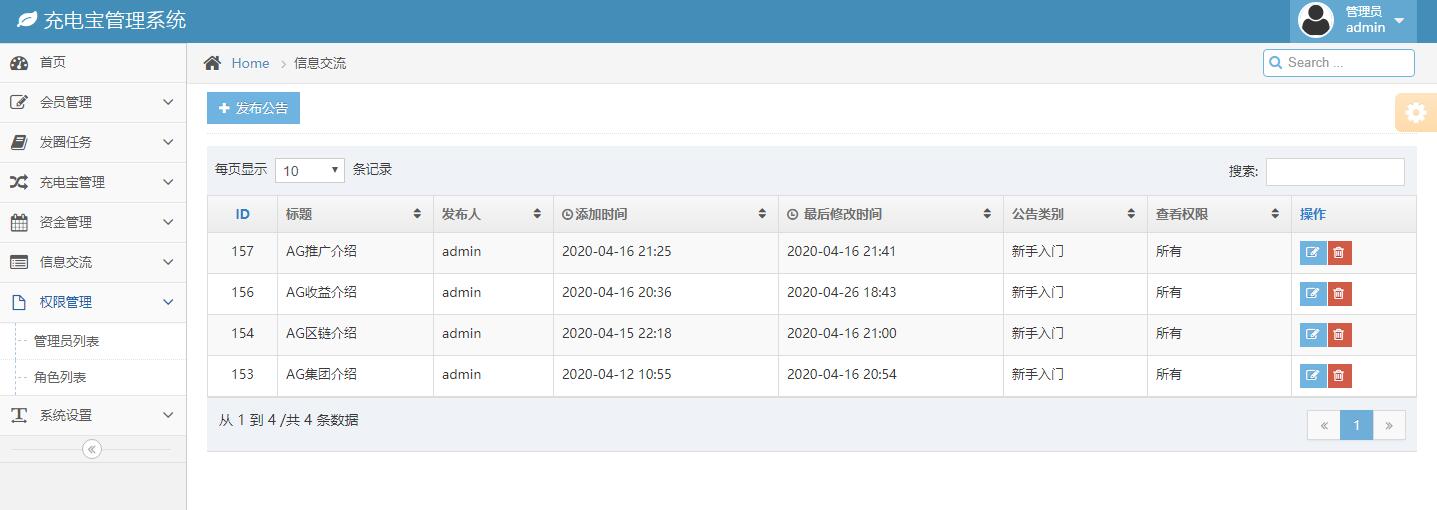 充电宝管理系统
管理员
admin
首页
会员管理
发圈任务
充电宝管理
资金管理
信息交流
权限管理
管理员列表
角色列表
系统设置
Home > 信息交流
Search ...
发布公告
每页显示 10 条记录
搜索:
ID 标题 发布人 添加时间 最后修改时间 公告类别 查看权限 操作
157 AG推广介绍 admin 2020-04-16 21:25 2020-04-16 21:41 新手入门 所有
156 AG收益介绍 admin 2020-04-16 20:36 2020-04-26 18:43 新手入门 所有
154 AG区链介绍 admin 2020-04-15 22:18 2020-04-16 21:00 新手入门 所有
153 AG集团介绍 admin 2020-04-12 10:55 2020-04-16 20:54 新手入门 所有
从 1 到 4 /共 4 条数据
« 1 »